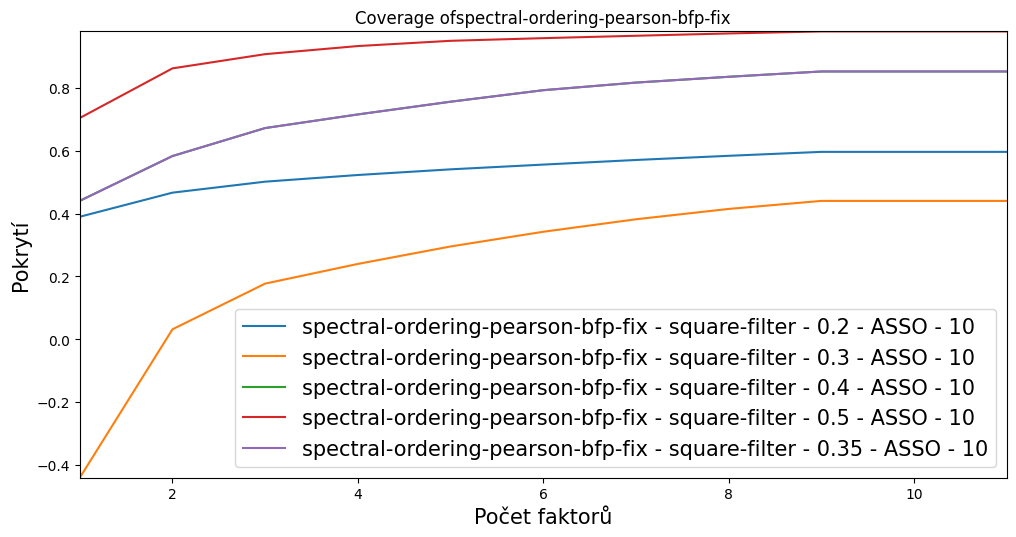 Coverage ofspectral-ordering-pearson-bfp-fix
Pokrytí
0.8
0.6
0.4
0.2
0.0
−0.2
−0.4
spectral-ordering-pearson-bfp-fix - square-filter - 0.2 - ASSO - 10
spectral-ordering-pearson-bfp-fix - square-filter - 0.3 - ASSO - 10
spectral-ordering-pearson-bfp-fix - square-filter - 0.4 - ASSO - 10
spectral-ordering-pearson-bfp-fix - square-filter - 0.5 - ASSO - 10
spectral-ordering-pearson-bfp-fix - square-filter - 0.35 - ASSO - 10
2 4 6 8 10
Počet faktorů